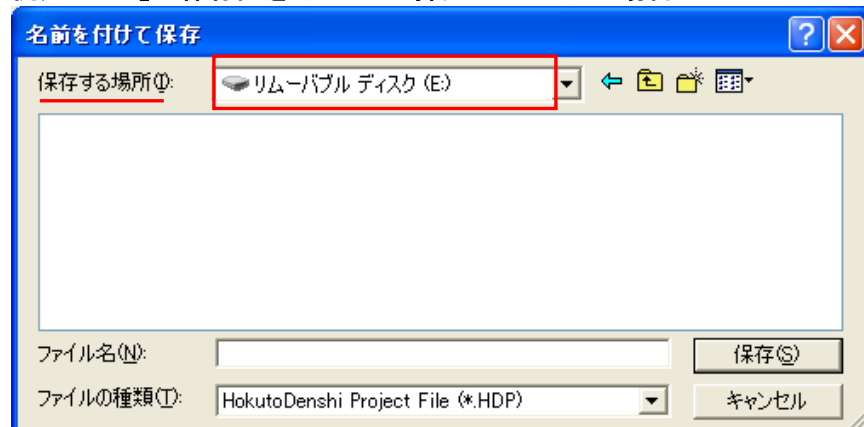 名前を付けて保存
保存する場所(I): リムーバブル ディスク (E:)
ファイル名(N): 保存(S)
ファイルの種類(T): HokutoDenshi Project File (*.HDP) キャンセル